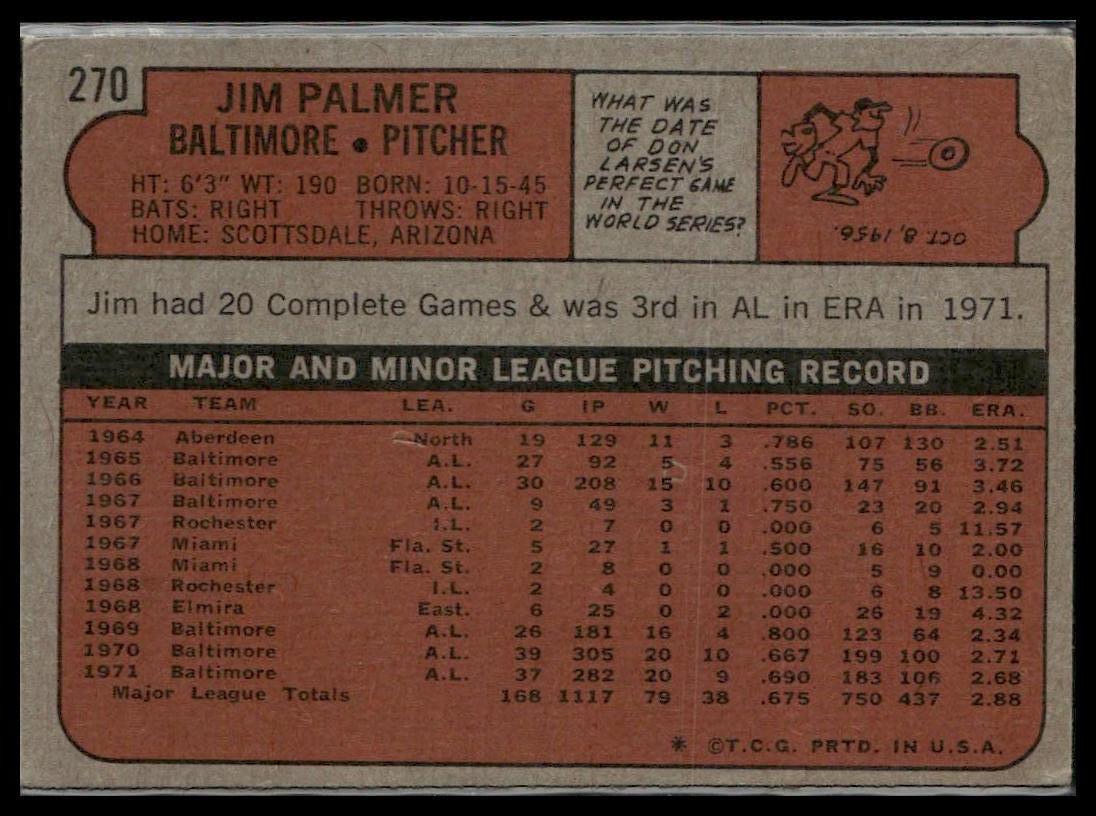 270
JIM PALMER
BALTIMORE • PITCHER
HT: 6'3" WT: 190 BORN: 10-15-45
BATS: RIGHT THROWS: RIGHT
HOME: SCOTTSDALE, ARIZONA
WHAT WAS
THE DATE
OF DON
LARSEN'S
PERFECT GAME
IN THE
WORLD SERIES?
OCT. 8, 1956.
Jim had 20 Complete Games & was 3rd in AL in ERA in 1971.
MAJOR AND MINOR LEAGUE PITCHING RECORD
YEAR TEAM LEA. G IP W L PCT. SO. BB. ERA.
1964 Aberdeen North 19 129 11 3 .786 107 130 2.51
1965 Baltimore A.L. 27 92 5 4 .556 75 56 3.72
1966 Baltimore A.L. 30 208 15 10 .600 147 91 3.46
1967 Baltimore A.L. 9 49 3 1 .750 23 20 2.94
1967 Rochester I.L. 2 7 0 0 .000 6 5 11.57
1967 Miami Fla. St. 5 27 1 1 .500 16 10 2.00
1968 Miami Fla. St. 2 8 0 0 .000 5 9 0.00
1968 Rochester I.L. 2 4 0 0 .000 6 8 13.50
1968 Elmira East. 6 25 0 2 .000 26 19 4.32
1969 Baltimore A.L. 26 181 16 4 .800 123 64 2.34
1970 Baltimore A.L. 39 305 20 10 .667 199 100 2.71
1971 Baltimore A.L. 37 282 20 9 .690 183 106 2.68
Major League Totals 168 1117 79 38 .675 750 437 2.88
* ©T.C.G. PRTD. IN U.S.A.